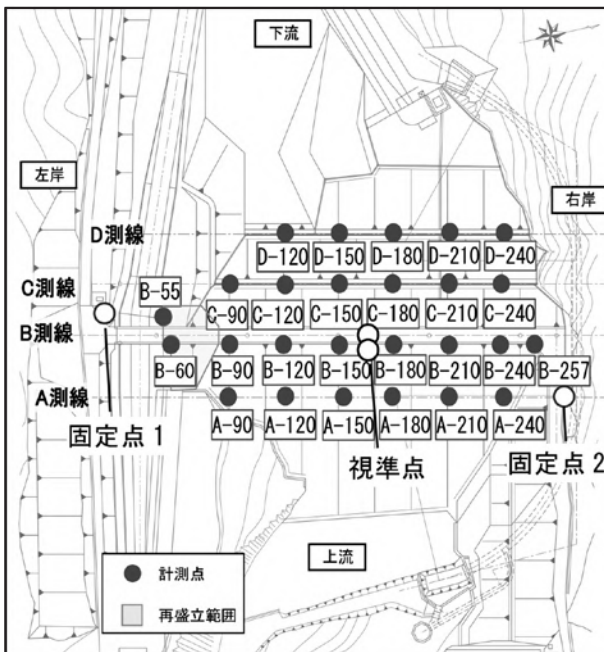 下流
左岸
右岸
D測線
D-120 D-150 D-180 D-210 D-240
C測線
B-55
C-90 C-120 C-150 C-180 C-210 C-240
B測線
B-60 B-90 B-120 B-150 B-180 B-210 B-240 B-257
A測線
A-90 A-120 A-150 A-180 A-210 A-240
固定点1
視準点
固定点2
上流
計測点
再盛立範囲